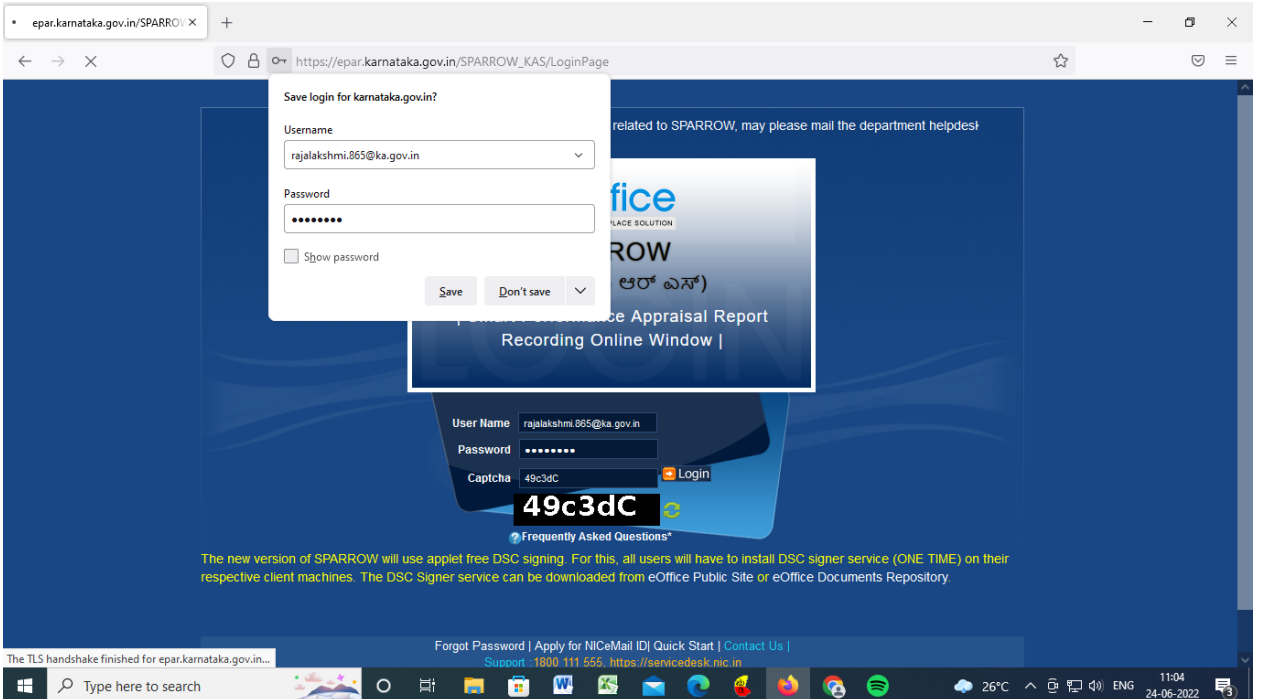 epar.karnataka.gov.in/SPARROW
https://epar.karnataka.gov.in/SPARROW_KAS/LoginPage
Save login for karnataka.gov.in?
Username
rajalakshmi.865@ka.gov.in
Password
••••••••
Show password
Save Don't save
related to SPARROW, may please mail the department helpdesk
fice
PLACE SOLUTION
ROW
ಆರ್ ಎಸ್)
ce Appraisal Report
Recording Online Window |
User Name rajalakshmi.865@ka.gov.in
Password ••••••••
Captcha 49c3dC Login
49c3dC
Frequently Asked Questions*
The new version of SPARROW will use applet free DSC signing. For this, all users will have to install DSC signer service (ONE TIME) on their
respective client machines. The DSC Signer service can be downloaded from eOffice Public Site or eOffice Documents Repository.
Forgot Password | Apply for NICeMail ID| Quick Start | Contact Us |
Support :1800 111 555, https://servicedesk.nic.in
The TLS handshake finished for epar.karnataka.gov.in...
Type here to search
26°C ENG 11:04
24-06-2022
3